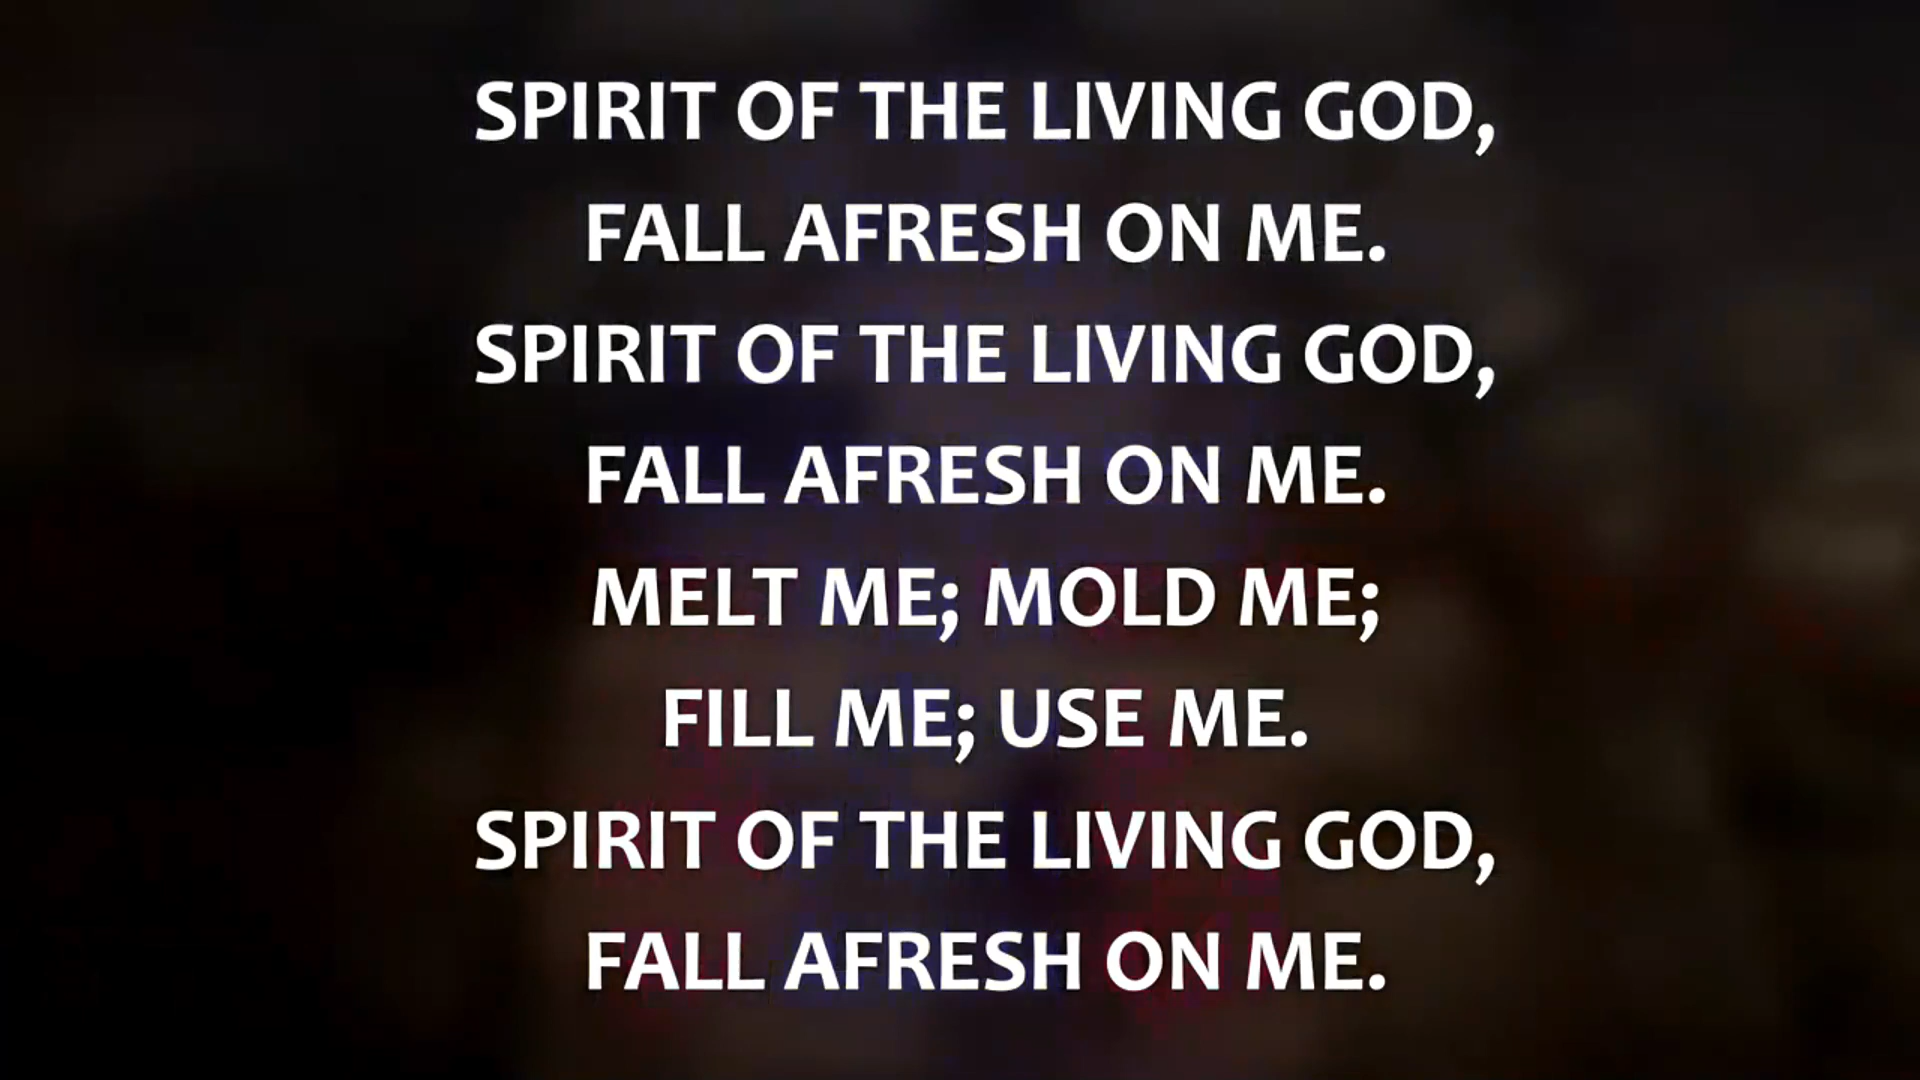 SPIRIT OF THE LIVING GOD,
FALL AFRESH ON ME.
SPIRIT OF THE LIVING GOD,
FALL AFRESH ON ME.
MELT ME; MOLD ME;
FILL ME; USE ME.
SPIRIT OF THE LIVING GOD,
FALL AFRESH ON ME.